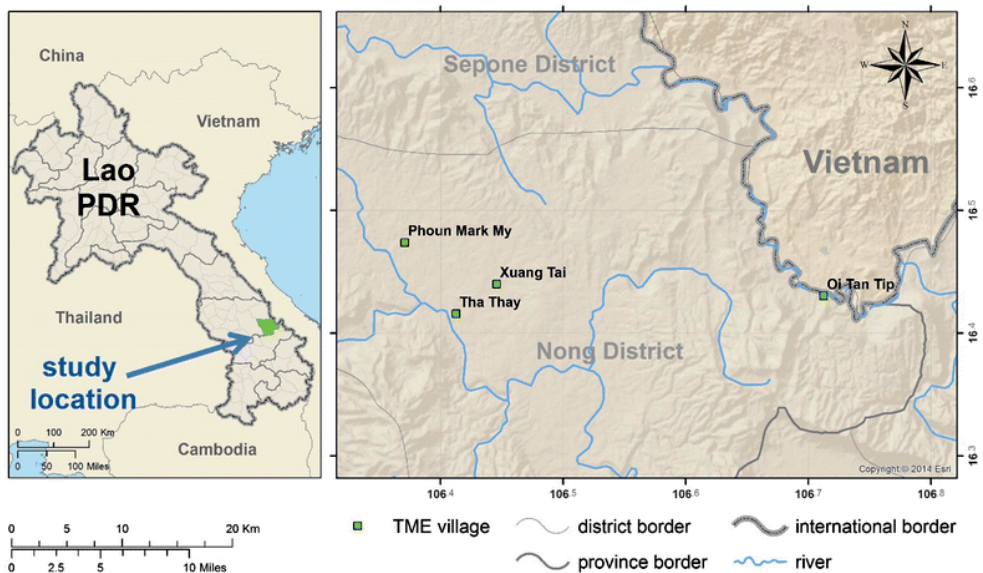 China
Vietnam
Lao
PDR
Thailand
study
location
Cambodia
0 100 200 Km
0 50 100 Miles
Sepone District
N
W E
S
Vietnam
Phoun Mark My
Xuang Tai
Oi Tan Tip
Tha Thay
Nong District
Copyright © 2014 Esri
16.6
16.5
16.4
16.3
106.4 106.5 106.6 106.7 106.8
0 5 10 20 Km
0 2.5 5 10 Miles
TME village
district border
international border
province border
river